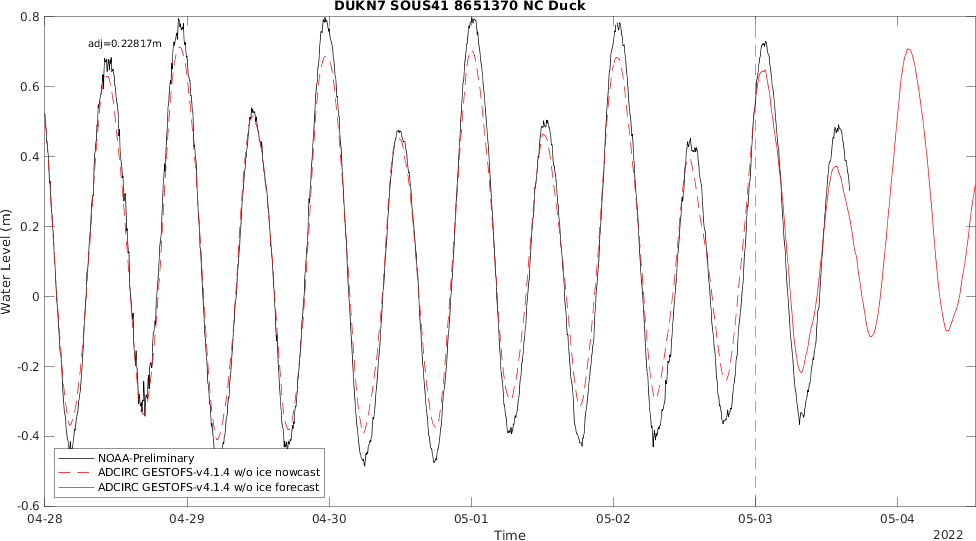 DUKN7 SOUS41 8651370 NC Duck
adj=0.22817m
0.8
0.6
0.4
0.2
0
-0.2
-0.4
-0.6
Water Level (m)
NOAA-Preliminary
ADCIRC GESTOFS-v4.1.4 w/o ice nowcast
ADCIRC GESTOFS-v4.1.4 w/o ice forecast
04-28 04-29 04-30 05-01 05-02 05-03 05-04
Time
2022